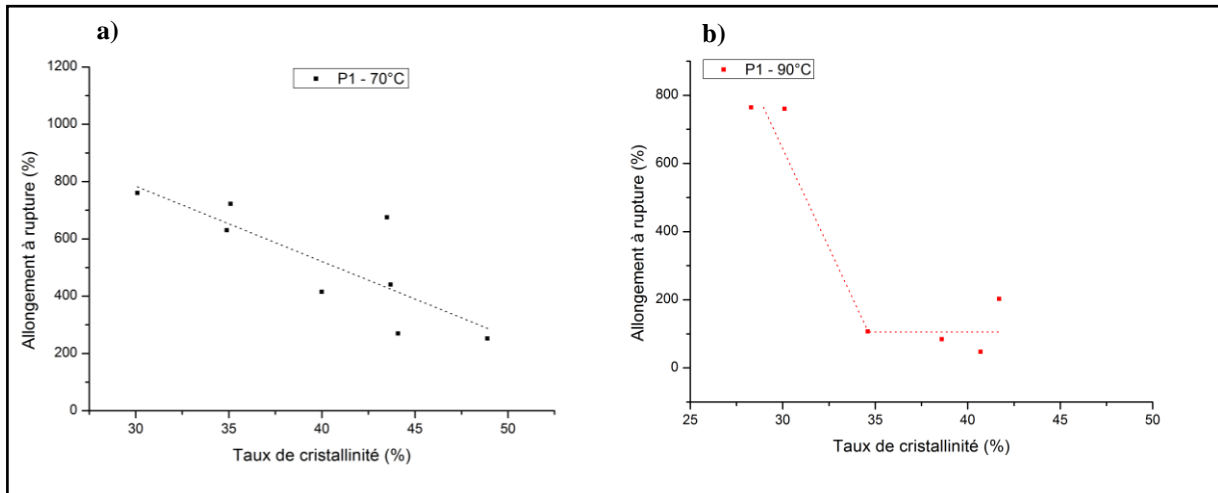 a)
P1 - 70°C
1200
1000
800
600
400
200
0
30
35
40
45
50
Allongement à rupture (%)
Taux de cristallinité (%)
b)
P1 - 90°C
800
600
400
200
0
25
30
35
40
45
50
Allongement à rupture (%)
Taux de cristallinité (%)